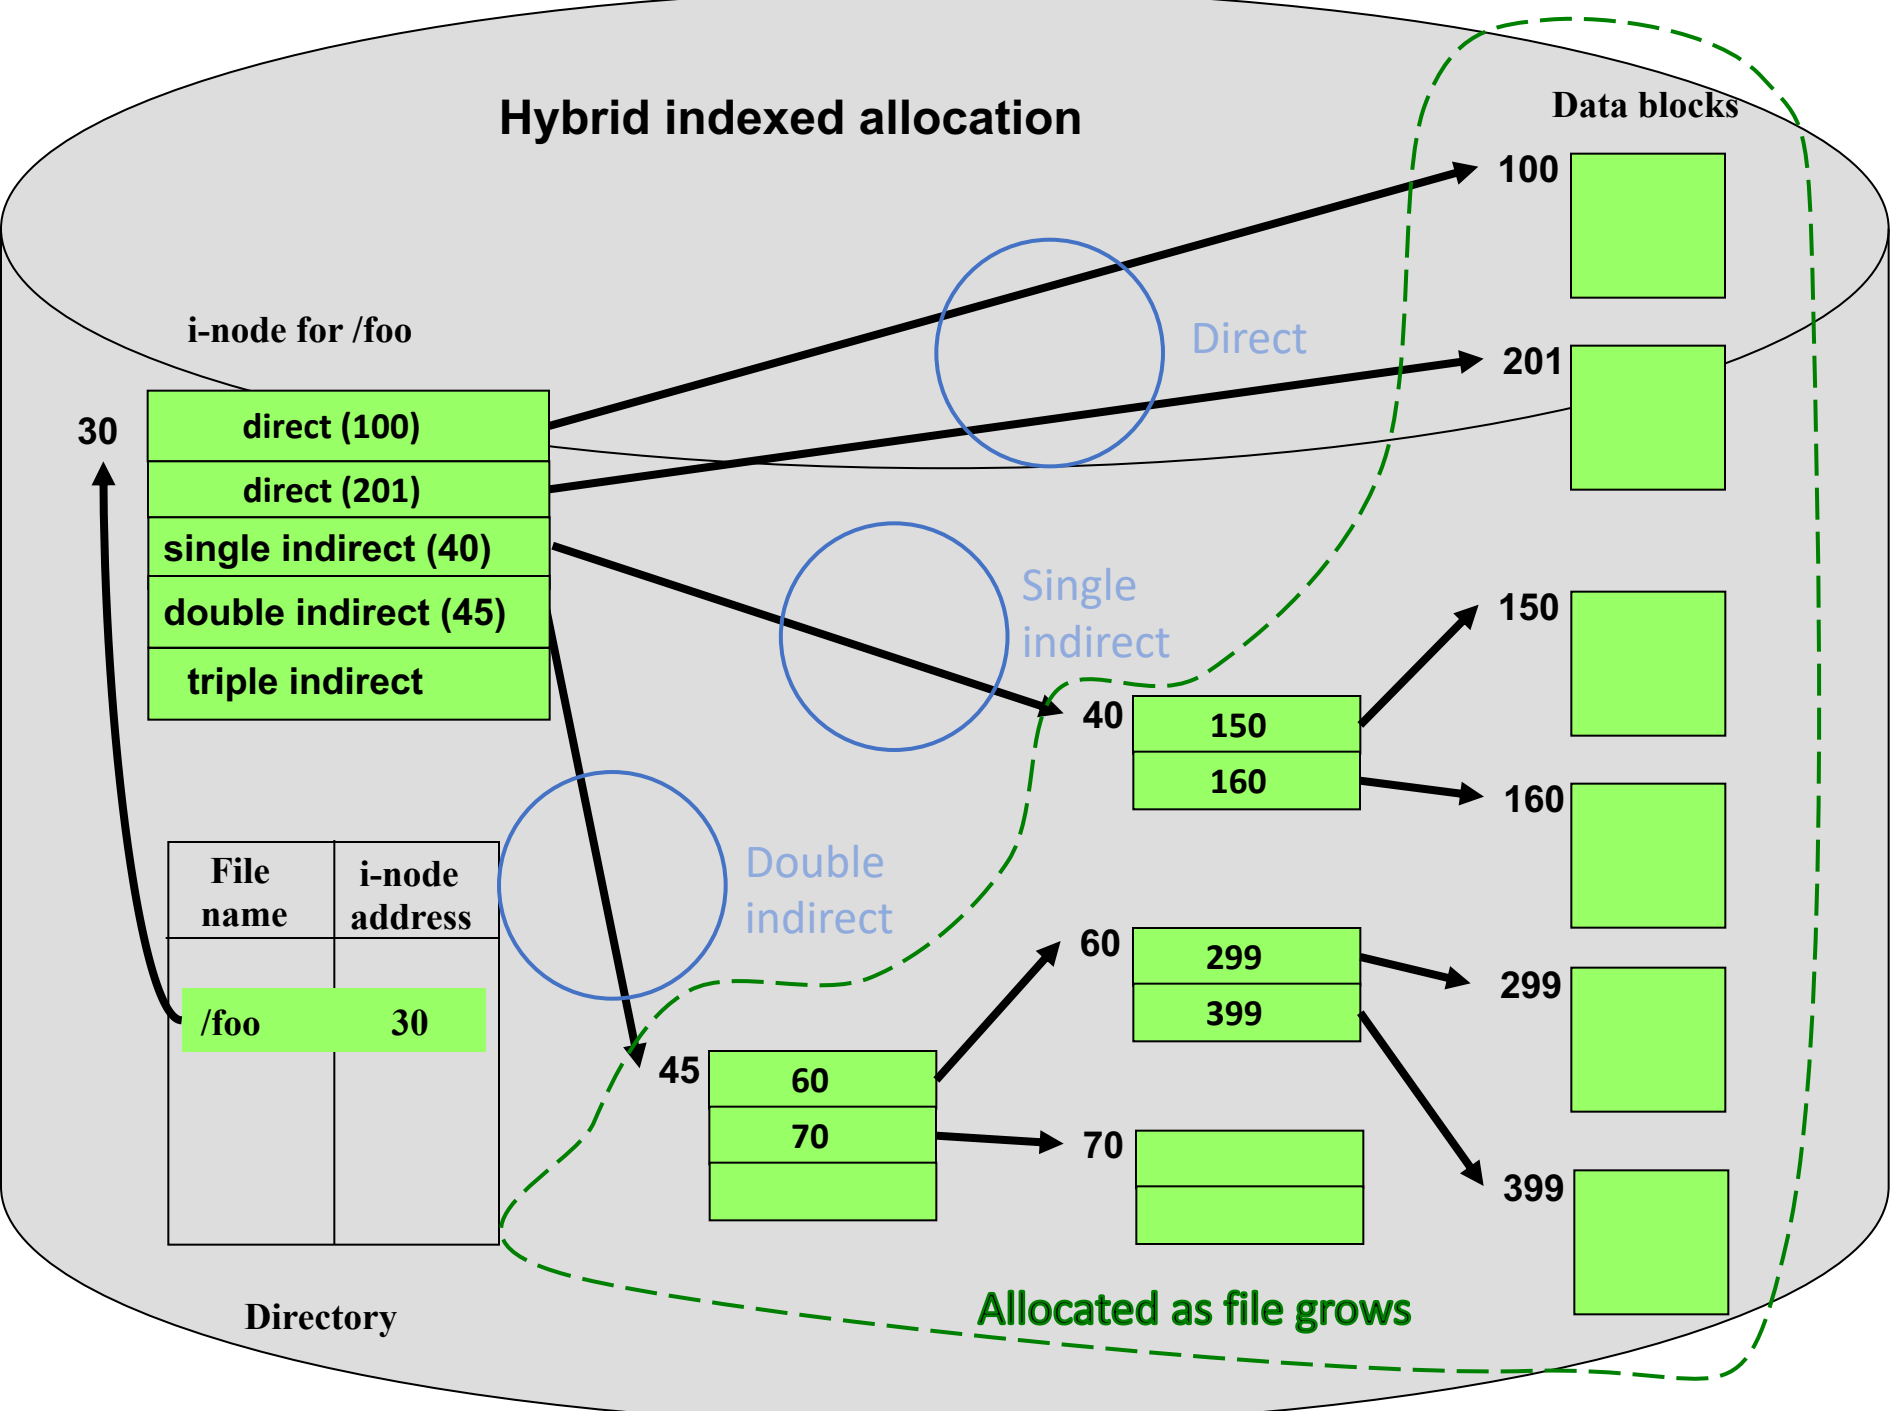 Hybrid indexed allocation
Data blocks
100
i-node for /foo
Direct
201
30
direct (100)
direct (201)
single indirect (40)
double indirect (45)
triple indirect
Single
indirect
150
40
150
160
160
File
name
i-node
address
Double
indirect
60
299
399
299
/foo
30
45
60
70
70
399
Allocated as file grows
Directory